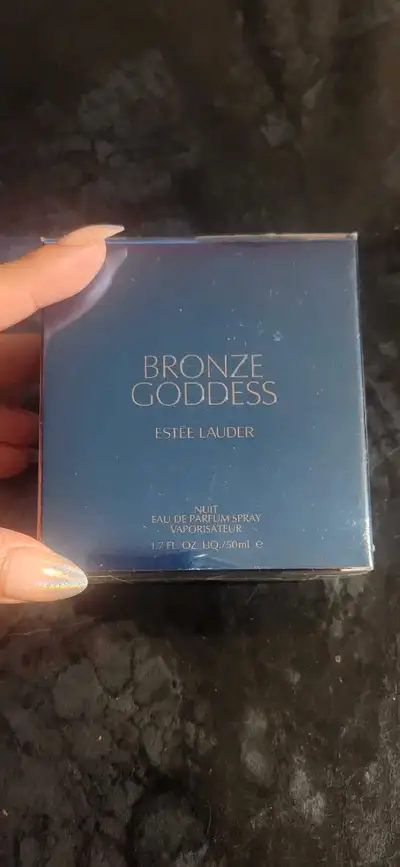 BRONZE
GODDESS
ESTĒE LAUDER
NUIT
EAU DE PARFUM SPRAY
VAPORISATEUR
1.7 FL. OZ. LIQ./50ml ℮